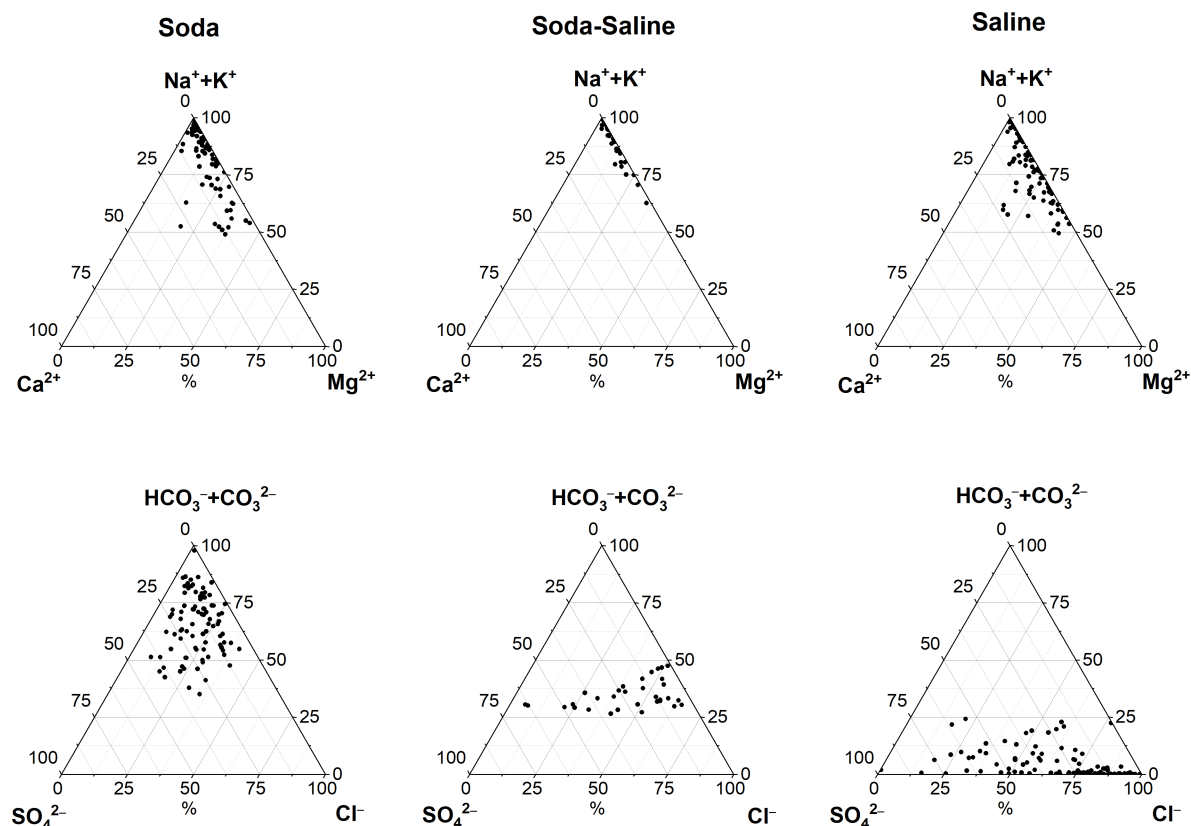 Soda Soda-Saline Saline
Na⁺+K⁺ Na⁺+K⁺ Na⁺+K⁺
0 100 0 100 0 100
25 75 25 75 25 75
50 50 50 50 50 50
75 25 75 25 75 25
100 0 100 0 100 0
0 25 50 75 100 0 25 50 75 100 0 25 50 75 100
Ca²⁺ % Mg²⁺ Ca²⁺ % Mg²⁺ Ca²⁺ % Mg²⁺
HCO₃⁻+CO₃²⁻ HCO₃⁻+CO₃²⁻ HCO₃⁻+CO₃²⁻
0 100 0 100 0 100
25 75 25 75 25 75
50 50 50 50 50 50
75 25 75 25 75 25
100 0 100 0 100 0
0 25 50 75 100 0 25 50 75 100 0 25 50 75 100
SO₄²⁻ % Cl⁻ SO₄²⁻ % Cl⁻ SO₄²⁻ % Cl⁻